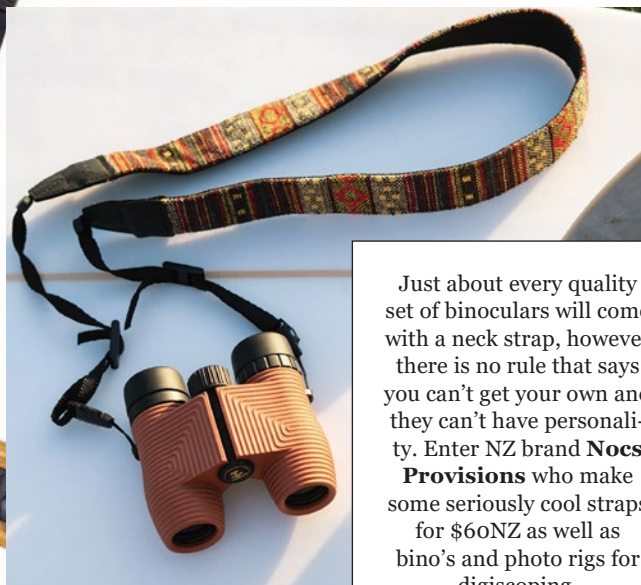 Just about every quality
set of binoculars will come
with a neck strap, however
there is no rule that says
you can't get your own and
they can't have personali-
ty. Enter NZ brand Nocs
Provisions who make
some seriously cool straps
for $60NZ as well as
bino's and photo rigs for
digiscoping